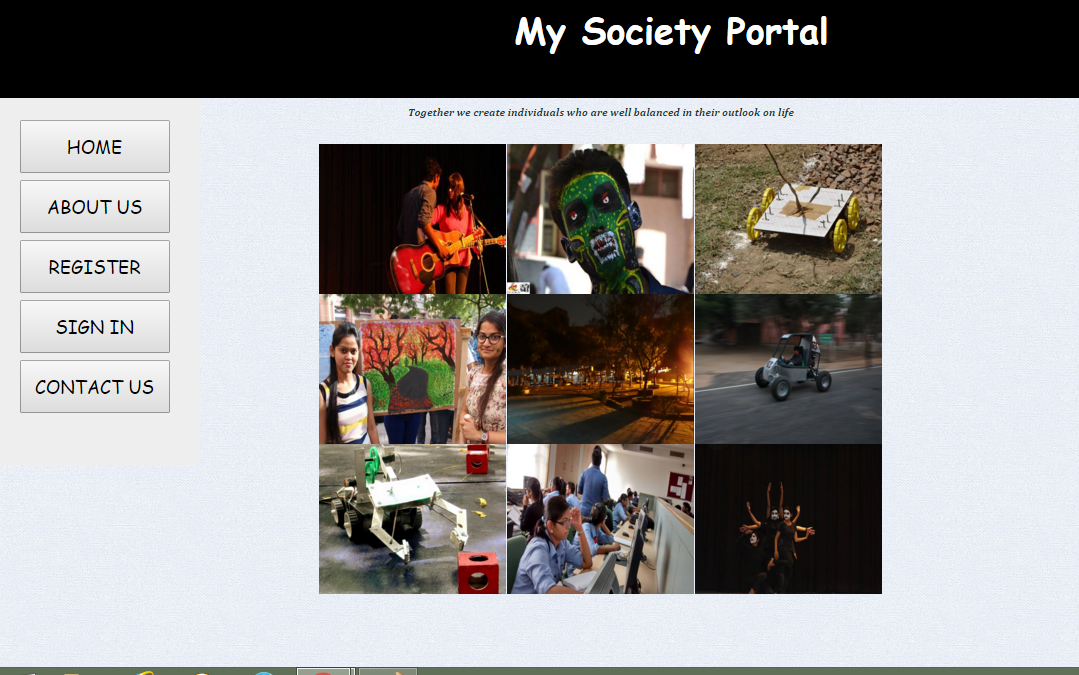 My Society Portal
Together we create individuals who are well balanced in their outlook on life
HOME
ABOUT US
REGISTER
SIGN IN
CONTACT US